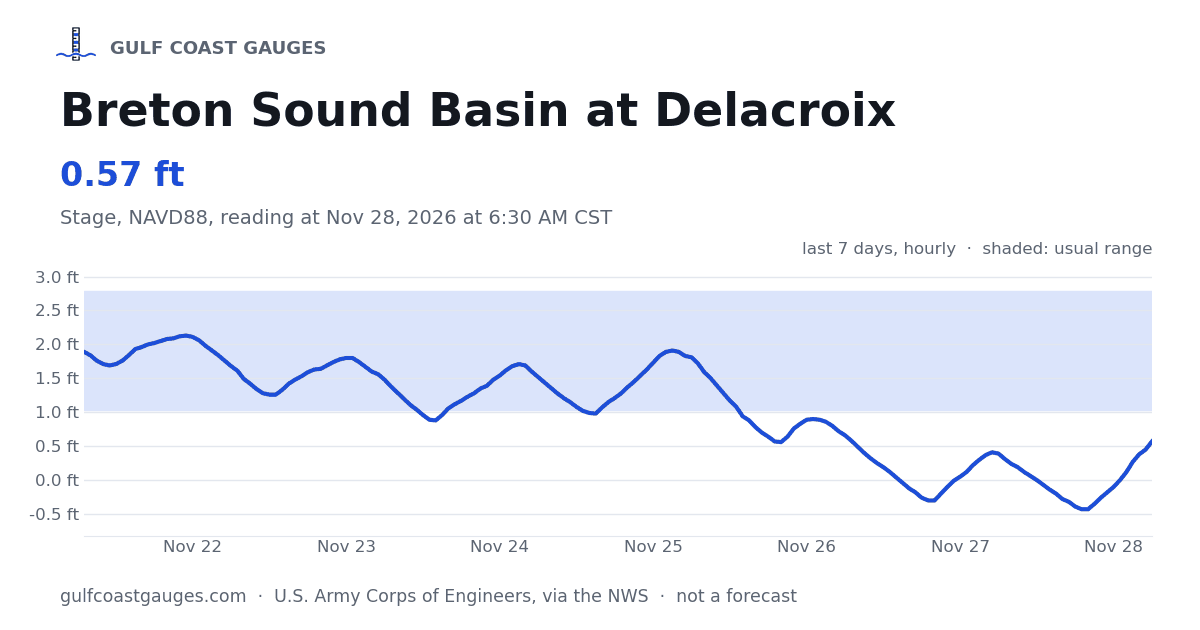 GULF COAST GAUGES
Breton Sound Basin at Delacroix
0.57 ft
Stage, NAVD88, reading at Nov 28, 2026 at 6:30 AM CST
last 7 days, hourly · shaded: usual range
3.0 ft
2.5 ft
2.0 ft
1.5 ft
1.0 ft
0.5 ft
0.0 ft
-0.5 ft
Nov 22 Nov 23 Nov 24 Nov 25 Nov 26 Nov 27 Nov 28
gulfcoastgauges.com · U.S. Army Corps of Engineers, via the NWS · not a forecast